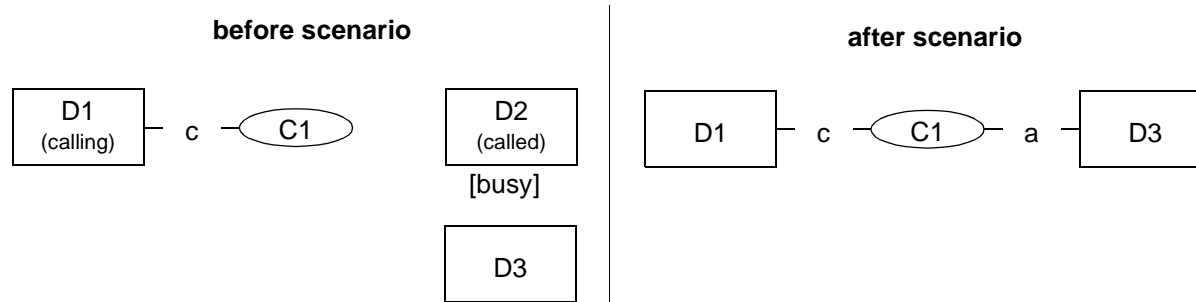 before scenario
D1
(calling)
c
C1
D2
(called)
[busy]
D3
after scenario
D1
c
C1
a
D3